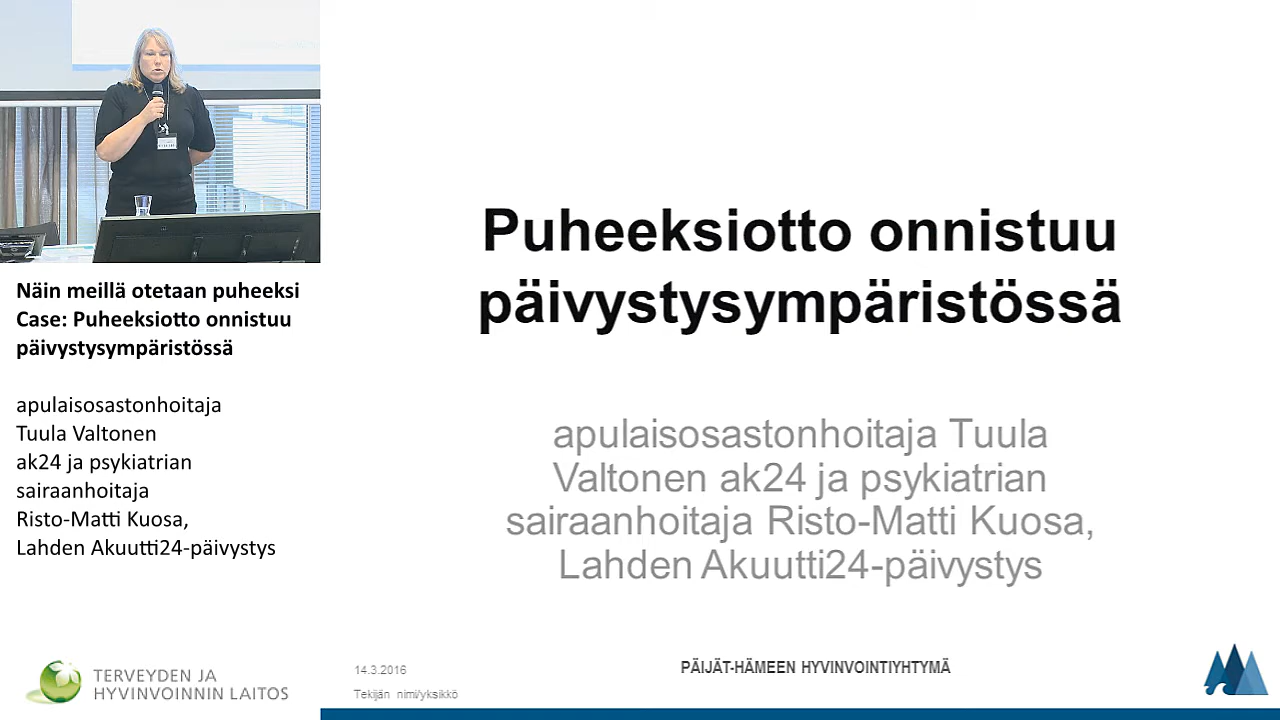 Näin meillä otetaan puheeksi
Case: Puheeksiotto onnistuu
päivystysympäristössä
apulaisosastonhoitaja
Tuula Valtonen
ak24 ja psykiatrian
sairaanhoitaja
Risto-Matti Kuosa,
Lahden Akuutti24-päivystys
TERVEYDEN JA
HYVINVOINNIN LAITOS
Puheeksiotto onnistuu
päivystysympäristössä
apulaisosastonhoitaja Tuula
Valtonen ak24 ja psykiatrian
sairaanhoitaja Risto-Matti Kuosa,
Lahden Akuutti24-päivystys
14.3.2016
Tekijän nimi/yksikkö
PÄIJÄT-HÄMEEN HYVINVOINTIYHTYMÄ